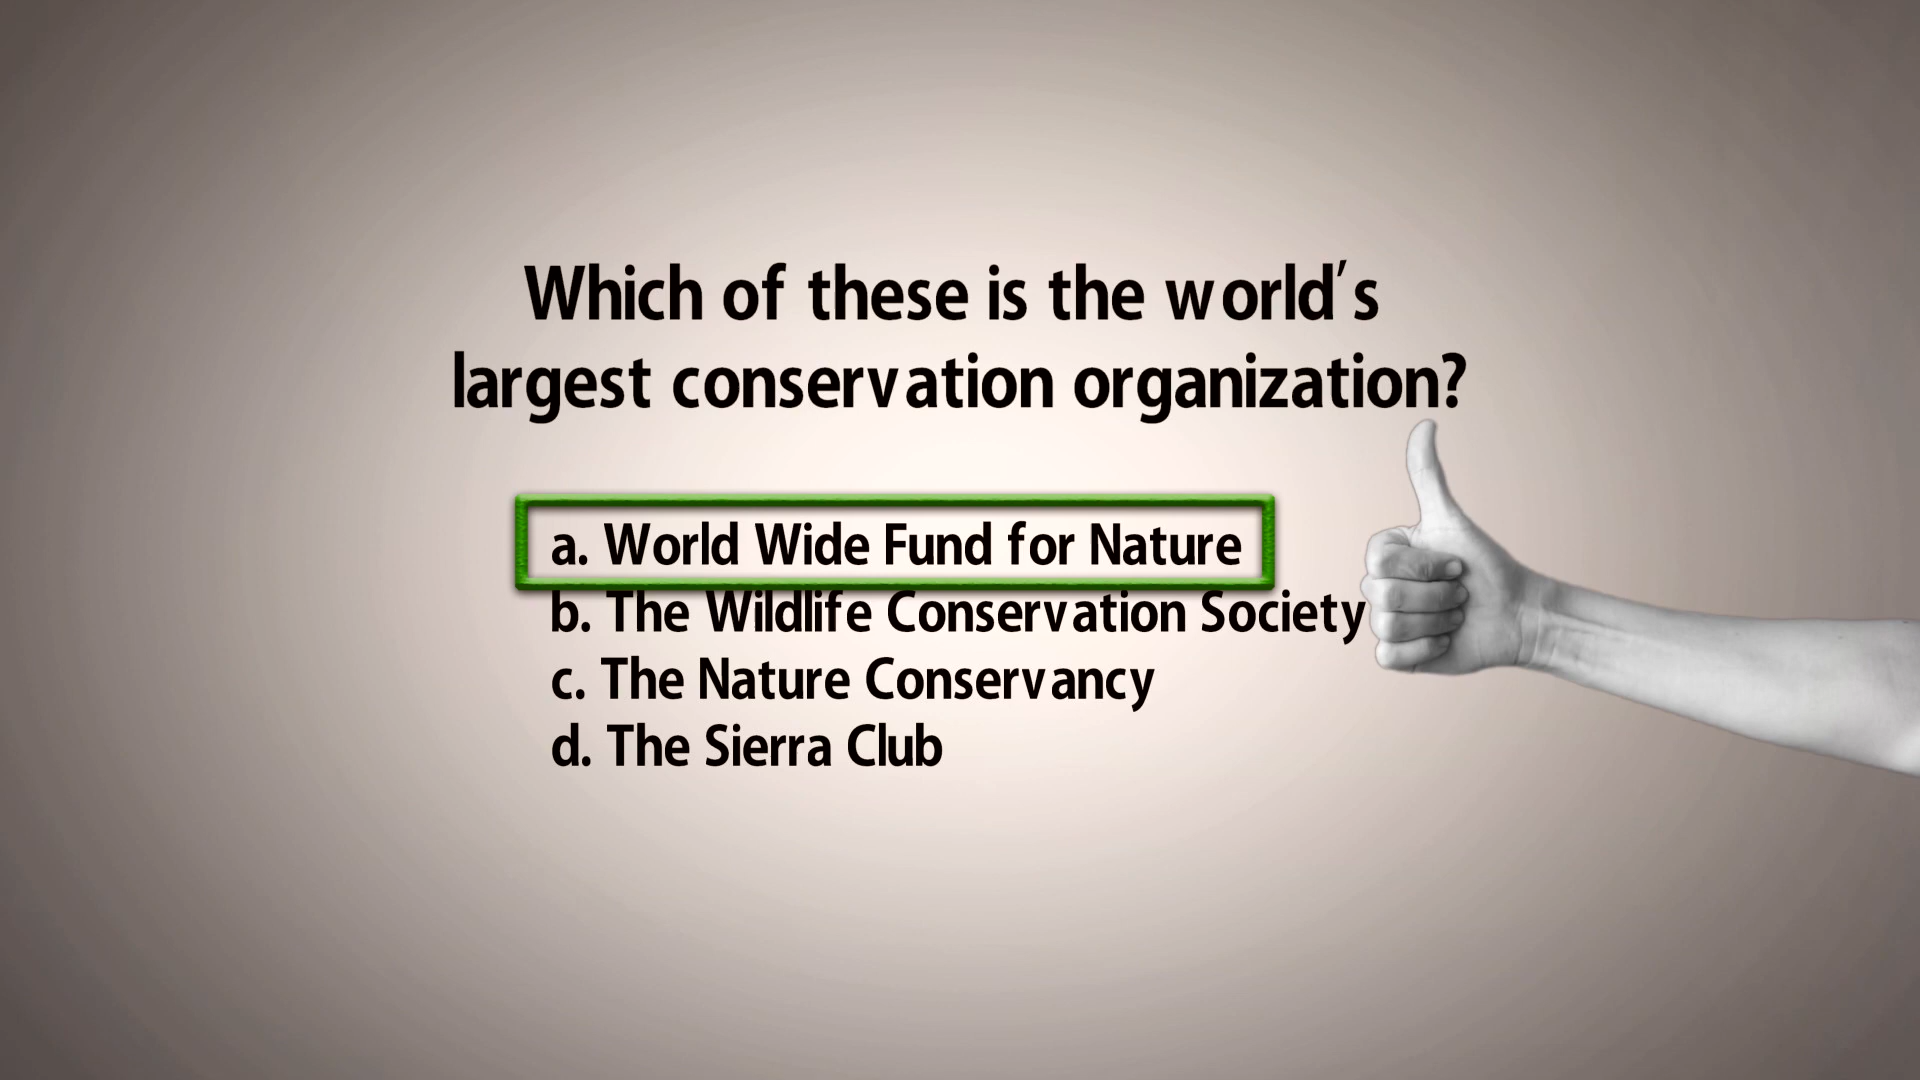 Which of these is the world's
largest conservation organization?
a. World Wide Fund for Nature
b. The Wildlife Conservation Society
c. The Nature Conservancy
d. The Sierra Club